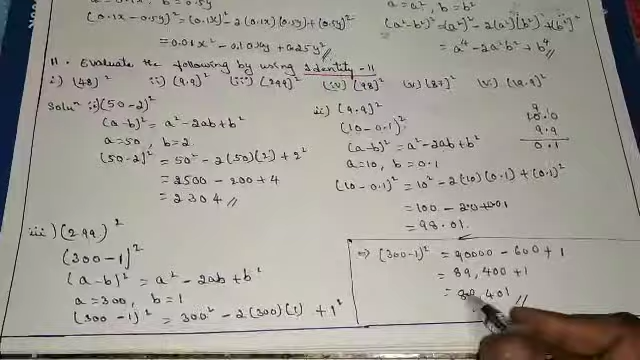 b = 0.5y
(0.1x - 0.5y)² = (0.1x)² - 2(0.1x)(0.5y) + (0.5y)²
= 0.01x² - 0.10xy + 0.25y² //
a = a², b = b²
(a² - b²)² = (a²)² - 2(a²)(b²) + (b²)²
= a⁴ - 2a²b² + b⁴ //
11. Evaluate the following by using Identity - II
i) (48)² ii) (9.9)² (iii) (299)² (iv) (98)² (v) (87)² (vi) (19.9)²
Soluⁿ i) (50-2)²
(a-b)² = a² - 2ab + b²
a = 50, b = 2
(50-2)² = 50² - 2(50)(2) + 2²
= 2500 - 200 + 4
= 2304 //
ii) (9.9)²
(10 - 0.1)²
(a-b)² = a² - 2ab + b²
a = 10, b = 0.1
(10 - 0.1)² = 10² - 2(10)(0.1) + (0.1)²
= 100 -
= 98.01
9
10.0
9.9
0.1
iii) (299)²
(300 - 1)²
(a-b)² = a² - 2ab + b²
a = 300, b = 1
(300 - 1)² = 300² - 2(300)(1) + 1²
⇒ (300-1)² = 90000 - 600 + 1
= 89,400 + 1
= 89,401 //